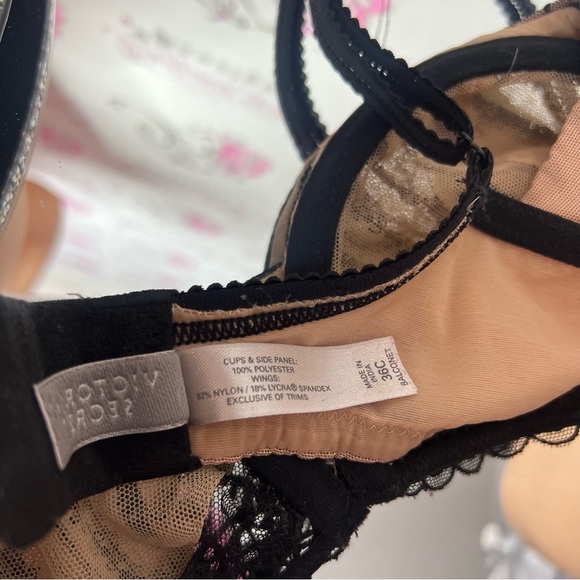 VICTORIA'S
SECRET
CUPS & SIDE PANEL:
100% POLYESTER
WINGS:
82% NYLON / 18% LYCRA® SPANDEX
EXCLUSIVE OF TRIMS
MADE IN
INDIA
36C
BALCONET